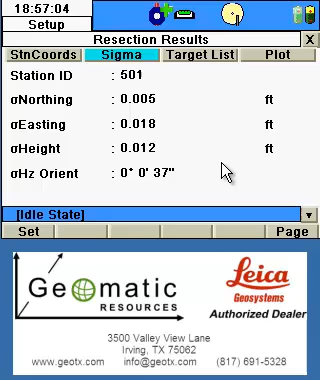 18:57:04
Setup
Resection Results X
StnCoords Sigma Target List Plot
Station ID : 501
σNorthing : 0.005 ft
σEasting : 0.018 ft
σHeight : 0.012 ft
σHz Orient : 0° 0' 37"
[Idle State]
Set Page
Geomatic
RESOURCES
Leica
Geosystems
Authorized Dealer
3500 Valley View Lane
Irving, TX 75062
www.geotx.com info@geotx.com (817) 691-5328